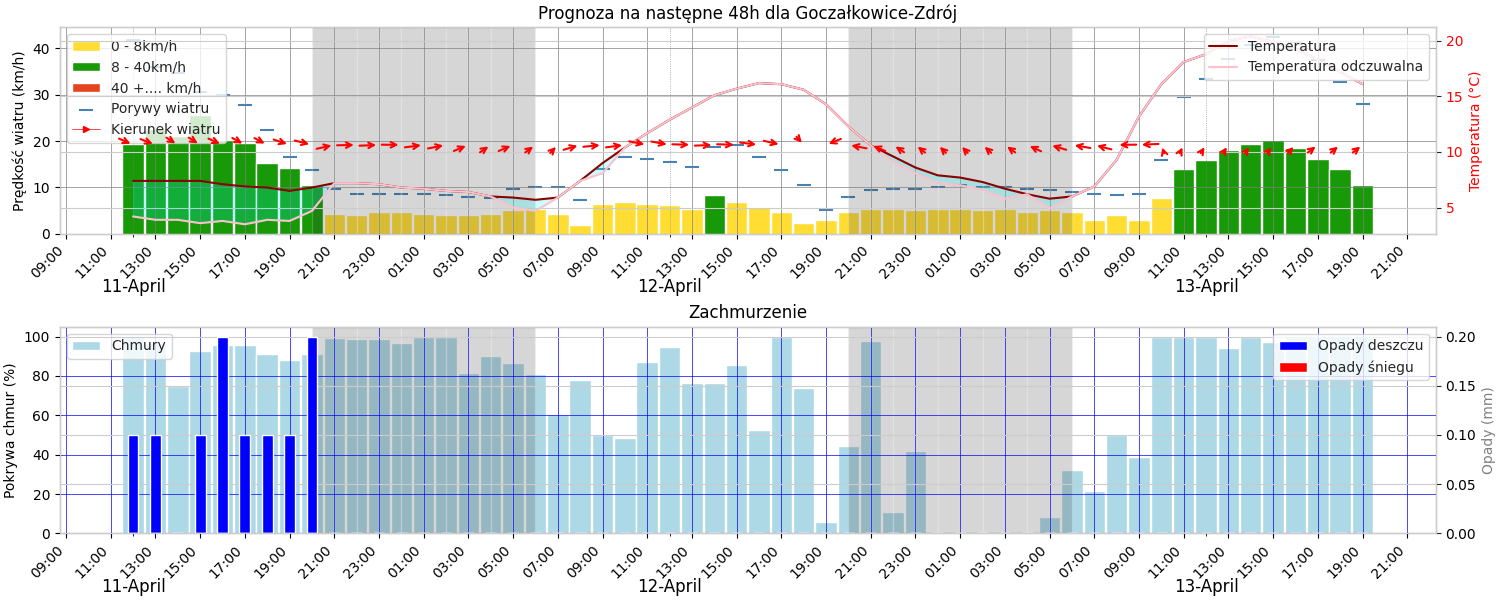 Prognoza na następne 48h dla Goczałkowice-Zdrój
0 - 8km/h
8 - 40km/h
40 +.... km/h
Porywy wiatru
Kierunek wiatru
Temperatura
Temperatura odczuwalna
Prędkość wiatru (km/h)
40
30
20
10
0
Temperatura (°C)
20
15
10
5
09:00 11:00 13:00 15:00 17:00 19:00 21:00 23:00 01:00 03:00 05:00 07:00 09:00 11:00 13:00 15:00 17:00 19:00 21:00 23:00 01:00 03:00 05:00 07:00 09:00 11:00 13:00 15:00 17:00 19:00 21:00
11-April 12-April 13-April
Zachmurzenie
Chmury
Opady deszczu
Opady śniegu
Pokrywa chmur (%)
100
80
60
40
20
0
Opady (mm)
0.20
0.15
0.10
0.05
0.00
09:00 11:00 13:00 15:00 17:00 19:00 21:00 23:00 01:00 03:00 05:00 07:00 09:00 11:00 13:00 15:00 17:00 19:00 21:00 23:00 01:00 03:00 05:00 07:00 09:00 11:00 13:00 15:00 17:00 19:00 21:00
11-April 12-April 13-April